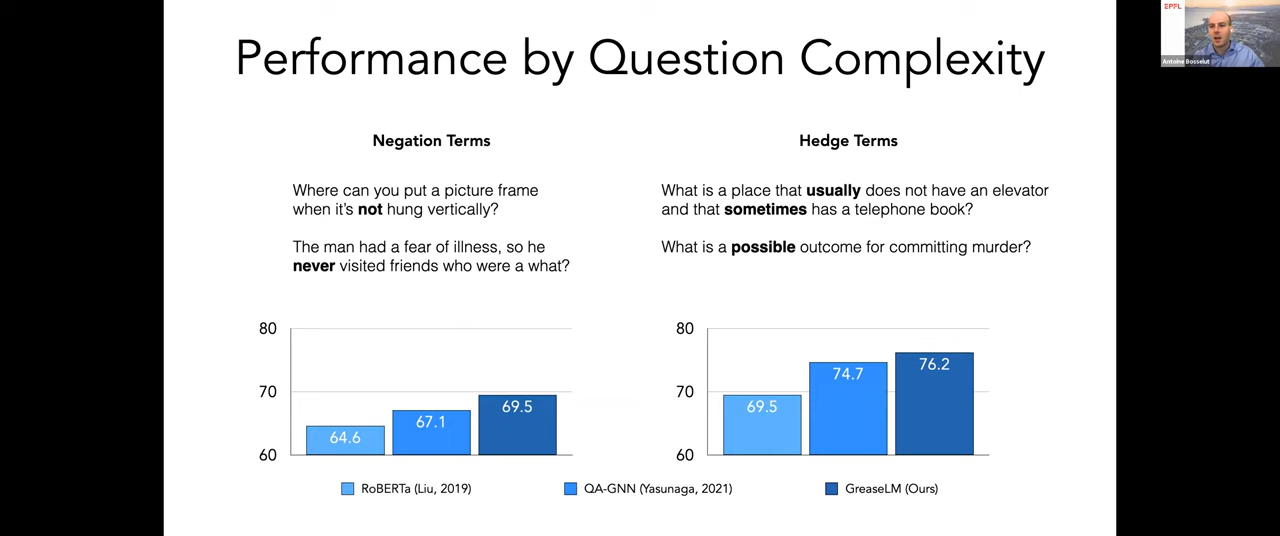 Performance by Question Complexity
EPFL
Antoine Bosselut
Negation Terms
Where can you put a picture frame
when it's not hung vertically?
The man had a fear of illness, so he
never visited friends who were a what?
Hedge Terms
What is a place that usually does not have an elevator
and that sometimes has a telephone book?
What is a possible outcome for committing murder?
80
70
60
64.6
67.1
69.5
80
70
60
69.5
74.7
76.2
RoBERTa (Liu, 2019)
QA-GNN (Yasunaga, 2021)
GreaseLM (Ours)